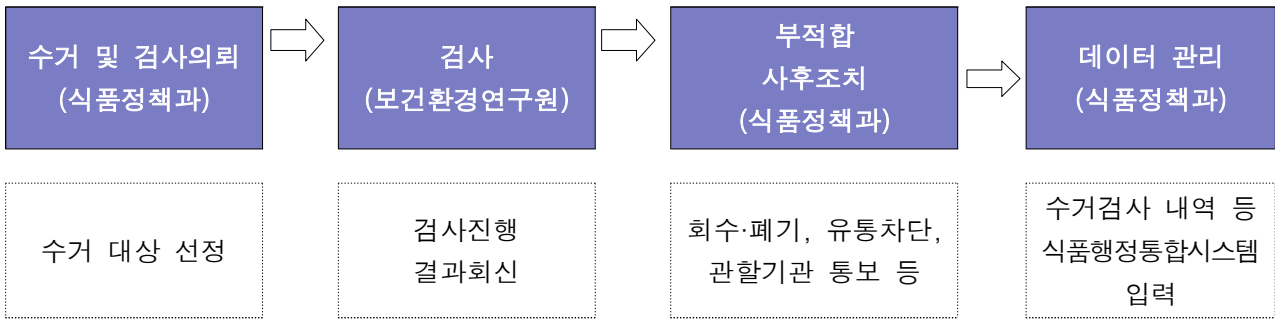 수거 및 검사의뢰
(식품정책과)
검사
(보건환경연구원)
부적합
사후조치
(식품정책과)
데이터 관리
(식품정책과)
수거 대상 선정
검사진행
결과회신
회수·폐기, 유통차단,
관할기관 통보 등
수거검사 내역 등
식품행정통합시스템
입력